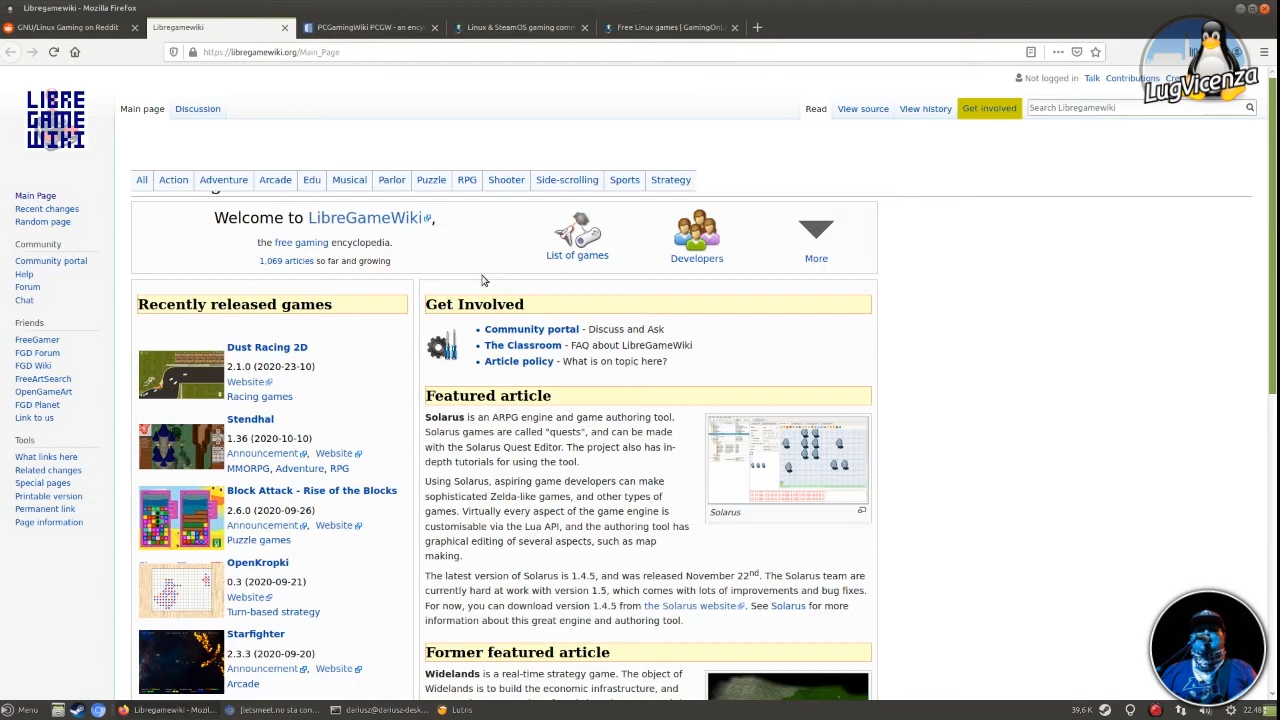 Libregamewiki - Mozilla Firefox
GNU/Linux Gaming on Reddit
Libregamewiki
PCGamingWiki PCGW - an ency
Linux & SteamOS gaming comm
Free Linux games | GamingOnL
https://libregamewiki.org/Main_Page
LugVicenza
Not logged in Talk Contributions
LIBRE
GAME
WIKI
Main page Discussion
Read View source View history Get involved Search Libregamewiki
All Action Adventure Arcade Edu Musical Parlor Puzzle RPG Shooter Side-scrolling Sports Strategy
Main Page
Recent changes
Random page
Community
Community portal
Help
Forum
Chat
Friends
FreeGamer
FGD Forum
FGD Wiki
FreeArtSearch
OpenGameArt
FGD Planet
Link to us
Tools
What links here
Related changes
Special pages
Printable version
Permanent link
Page information
Welcome to LibreGameWiki,
the free gaming encyclopedia.
1,069 articles so far and growing
List of games
Developers
More
Recently released games
Dust Racing 2D
2.1.0 (2020-23-10)
Website
Racing games
Stendhal
1.36 (2020-10-10)
Announcement, Website
MMORPG, Adventure, RPG
Block Attack - Rise of the Blocks
2.6.0 (2020-09-26)
Announcement, Website
Puzzle games
OpenKropki
0.3 (2020-09-21)
Website
Turn-based strategy
Starfighter
2.3.3 (2020-09-20)
Announcement, Website
Arcade
Get Involved
• Community portal - Discuss and Ask
• The Classroom - FAQ about LibreGameWiki
• Article policy - What is on topic here?
Featured article
Solarus is an ARPG engine and game authoring tool.
Solarus games are called "quests", and can be made
with the Solarus Quest Editor. The project also has in-
depth tutorials for using the tool.
Using Solarus, aspiring game developers can make
sophisticated Zelda-like games, and other types of
games. Virtually every aspect of the game engine is
customisable via the Lua API, and the authoring tool has
graphical editing of several aspects, such as map
making.
Solarus
The latest version of Solarus is 1.4.5, and was released November 22nd. The Solarus team are
currently hard at work with version 1.5, which comes with lots of improvements and bug fixes.
For now, you can download version 1.4.5 from the Solarus website. See Solarus for more
information about this great engine and authoring tool.
Former featured article
Widelands is a real-time strategy game. The object of
Widelands is to build the economic infrastructure, and
Menu
Libregamewiki - Mozil...
[letsmeet.no sta con...
dariusz@dariusz-desk...
Lutris
39,6 K
22.48